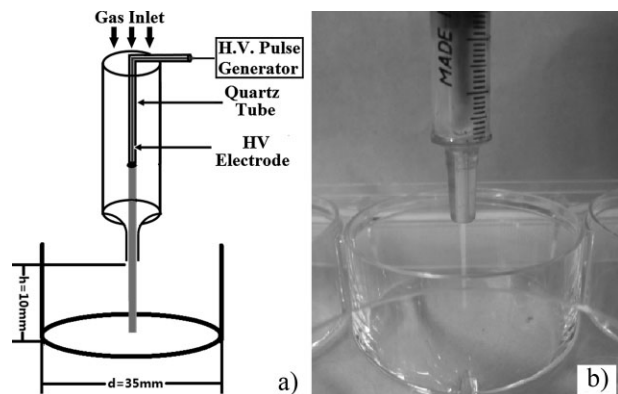 Gas Inlet
H.V. Pulse
Generator
Quartz
Tube
HV
Electrode
h=10mm
d=35mm
a)
MADE
b)